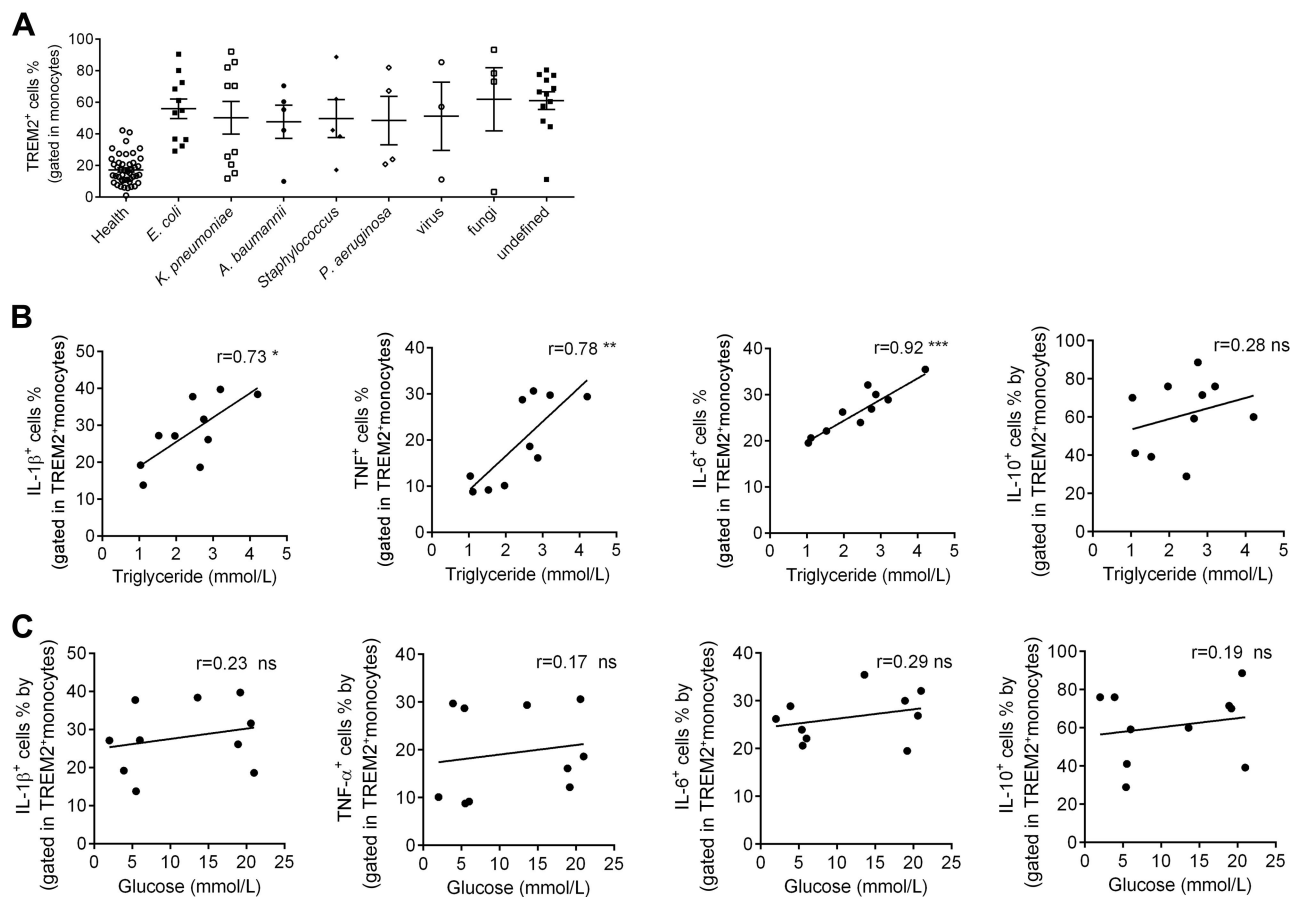 A
TREM2⁺ cells %
(gated in monocytes)
100
80
60
40
20
0
Health
E. coli
K. pneumoniae
A. baumannii
Staphylococcus
P. aeruginosa
virus
fungi
undefined
B
IL-1β⁺ cells %
(gated in TREM2⁺monocytes)
50
40
30
20
10
0
r=0.73 *
0 1 2 3 4 5
Triglyceride (mmol/L)
TNF⁺ cells %
(gated in TREM2⁺monocytes)
40
30
20
10
0
r=0.78 **
0 1 2 3 4 5
Triglyceride (mmol/L)
IL-6⁺ cells %
(gated in TREM2⁺monocytes)
40
30
20
10
0
r=0.92 ***
0 1 2 3 4 5
Triglyceride (mmol/L)
IL-10⁺ cells % by
(gated in TREM2⁺monocytes)
100
80
60
40
20
0
r=0.28 ns
0 1 2 3 4 5
Triglyceride (mmol/L)
C
IL-1β⁺ cells % by
(gated in TREM2⁺monocytes)
50
40
30
20
10
0
r=0.23 ns
0 5 10 15 20 25
Glucose (mmol/L)
TNF-α⁺ cells % by
(gated in TREM2⁺monocytes)
40
30
20
10
0
r=0.17 ns
0 5 10 15 20 25
Glucose (mmol/L)
IL-6⁺ cells % by
(gated in TREM2⁺monocytes)
40
30
20
10
0
r=0.29 ns
0 5 10 15 20 25
Glucose (mmol/L)
IL-10⁺ cells % by
(gated in TREM2⁺monocytes)
100
80
60
40
20
0
r=0.19 ns
0 5 10 15 20 25
Glucose (mmol/L)